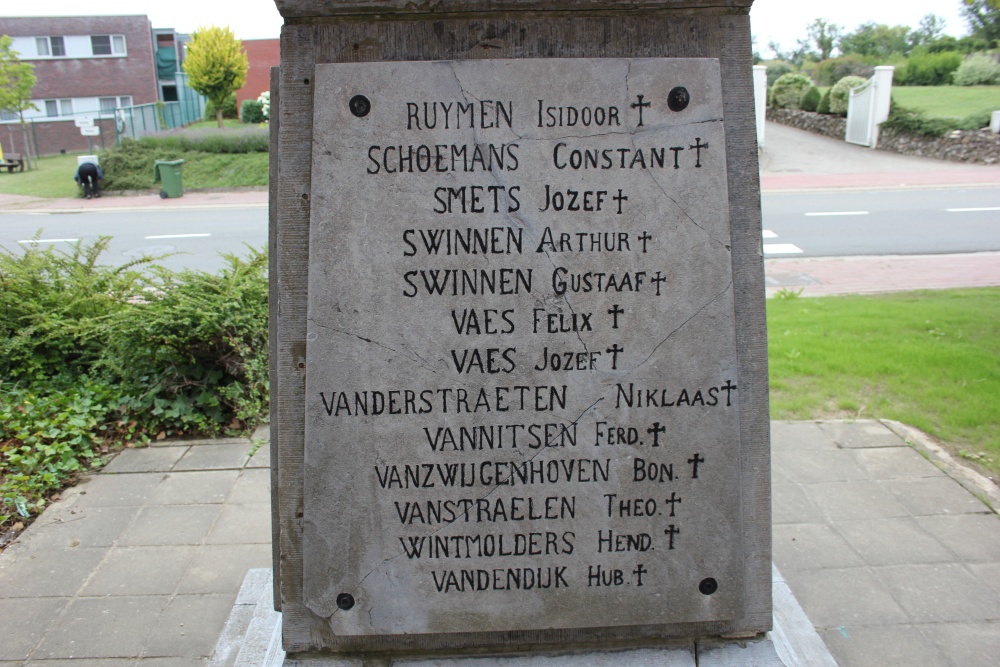 RUYMEN ISIDOOR †
SCHOEMANS CONSTANT †
SMETS JOZEF †
SWINNEN ARTHUR †
SWINNEN GUSTAAF †
VAES FELIX †
VAES JOZEF †
VANDERSTRAETEN NIKLAAS †
VANNITSEN FERD. †
VANZWIJGENHOVEN BON. †
VANSTRAELEN THEO. †
WINTMOLDERS HEND. †
VANDENDIJK HUB. †